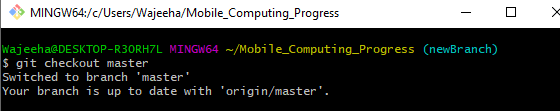 MINGW64:/c/Users/Wajeeha/Mobile_Computing_Progress
Wajeeha@DESKTOP-R3ORH7L MINGW64 ~/Mobile_Computing_Progress (newBranch)
$ git checkout master
Switched to branch 'master'
Your branch is up to date with 'origin/master'.